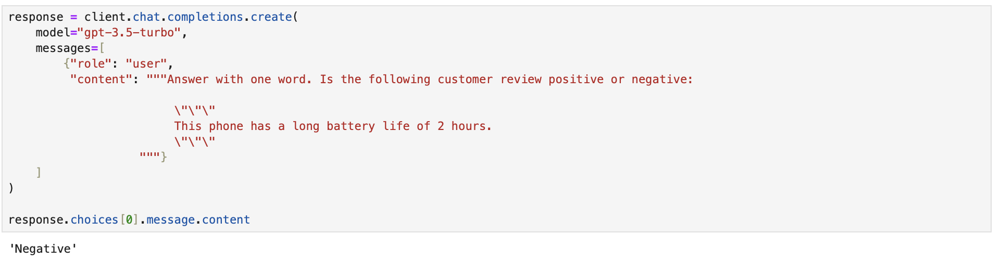 response = client.chat.completions.create(
    model="gpt-3.5-turbo",
    messages=[
        {"role": "user",
         "content": """Answer with one word. Is the following customer review positive or negative:
                        \"\"\"
                        This phone has a long battery life of 2 hours.
                        \"\"\"
                   """}
    ]
)
response.choices[0].message.content
'Negative'